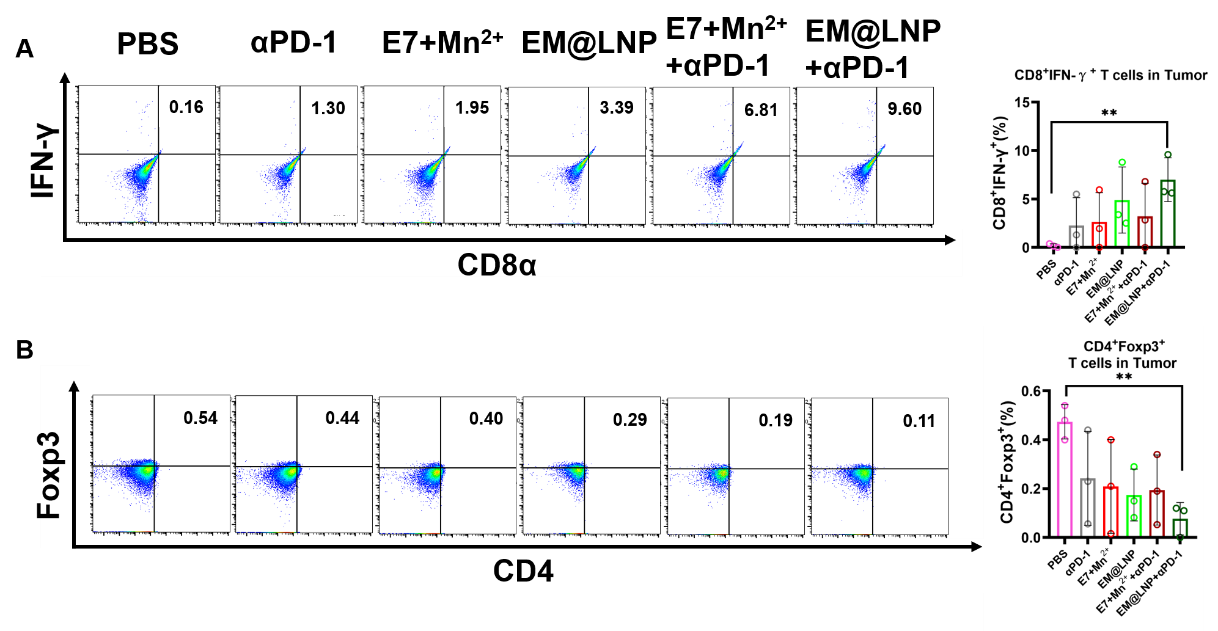 A
PBS
αPD-1
E7+Mn²⁺
EM@LNP
E7+Mn²⁺
+αPD-1
EM@LNP
+αPD-1
IFN-γ
0.16
1.30
1.95
3.39
6.81
9.60
CD8α
CD8⁺IFN-γ⁺ T cells in Tumor
CD8⁺IFN-γ⁺(%)
15
10
5
0
**
PBS
αPD-1
E7+Mn²⁺
EM@LNP
E7+Mn²⁺+αPD-1
EM@LNP+αPD-1
B
Foxp3
0.54
0.44
0.40
0.29
0.19
0.11
CD4
CD4⁺Foxp3⁺
T cells in Tumor
CD4⁺Foxp3⁺(%)
0.6
0.4
0.2
0.0
**
PBS
αPD-1
E7+Mn²⁺
EM@LNP
E7+Mn²⁺+αPD-1
EM@LNP+αPD-1